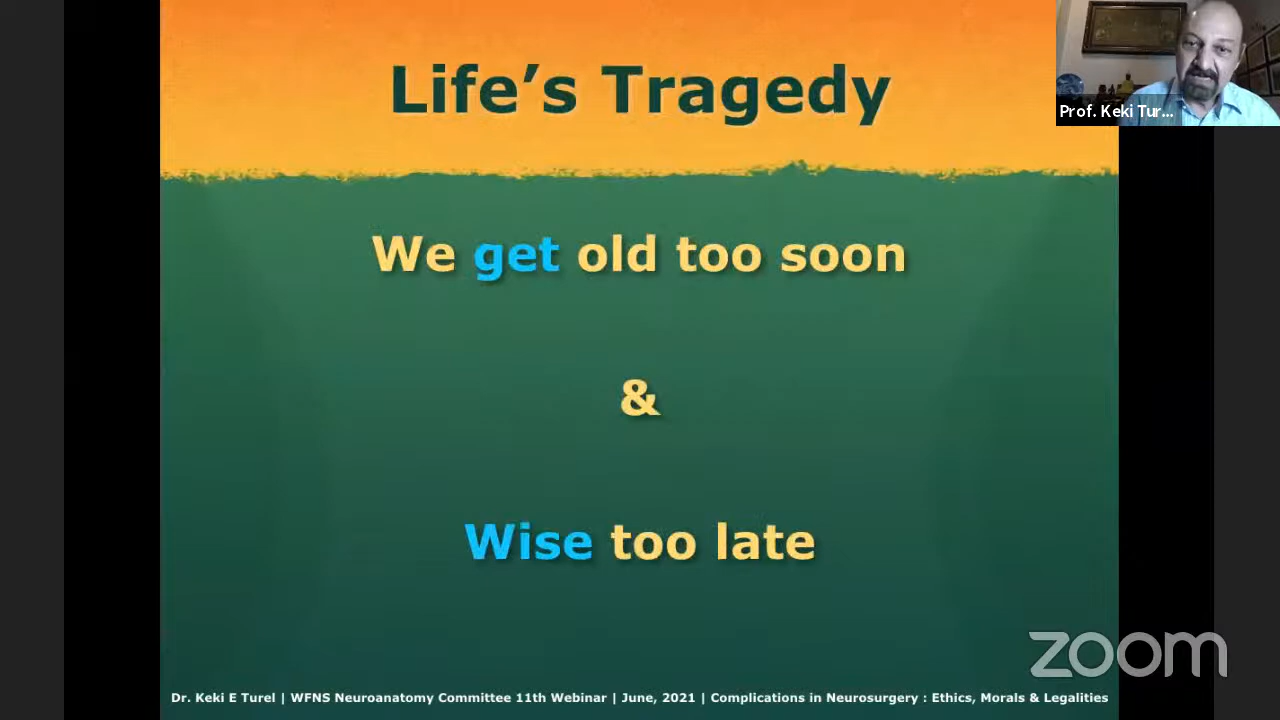 Life’s Tragedy
Prof. Keki Tur...
We get old too soon
&
Wise too late
zoom
Dr. Keki E Turel | WFNS Neuroanatomy Committee 11th Webinar | June, 2021 | Complications in Neurosurgery : Ethics, Morals & Legalities